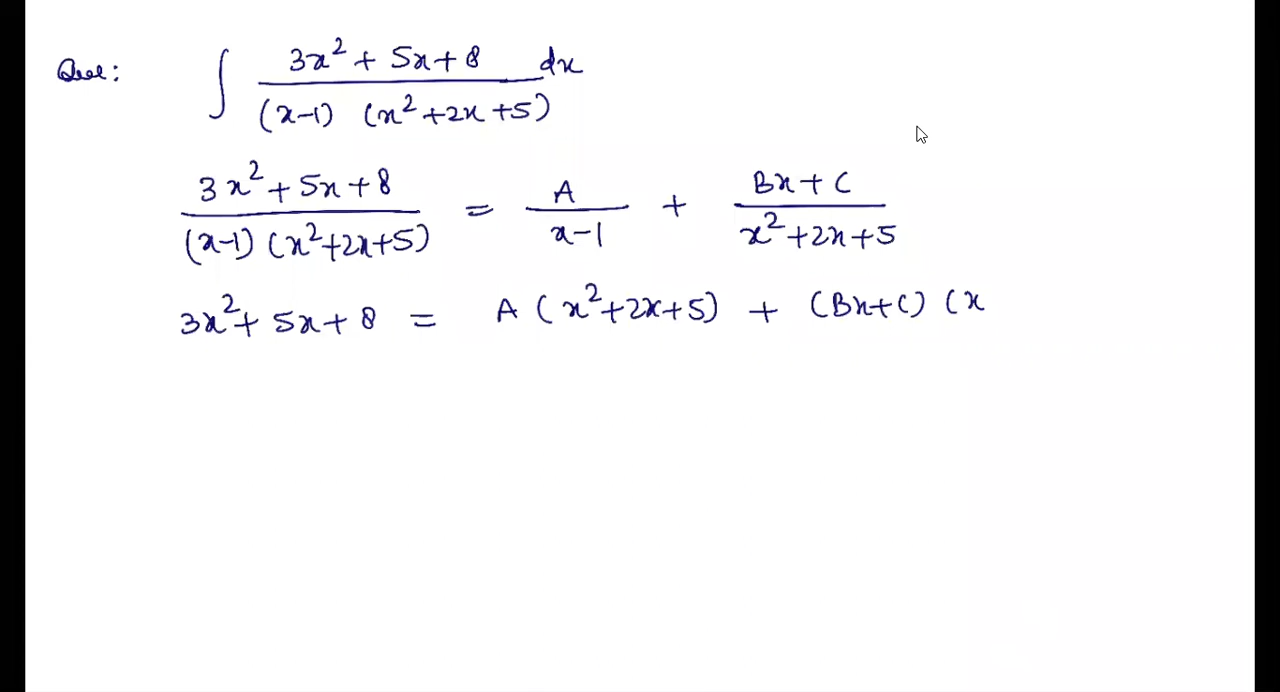 Que: ∫ (3x² + 5x + 8) / ((x-1) (x²+2x+5)) dx
(3x² + 5x + 8) / ((x-1) (x²+2x+5)) = A / (x-1) + (Bx + C) / (x²+2x+5)
3x² + 5x + 8 = A (x²+2x+5) + (Bx+C) (x